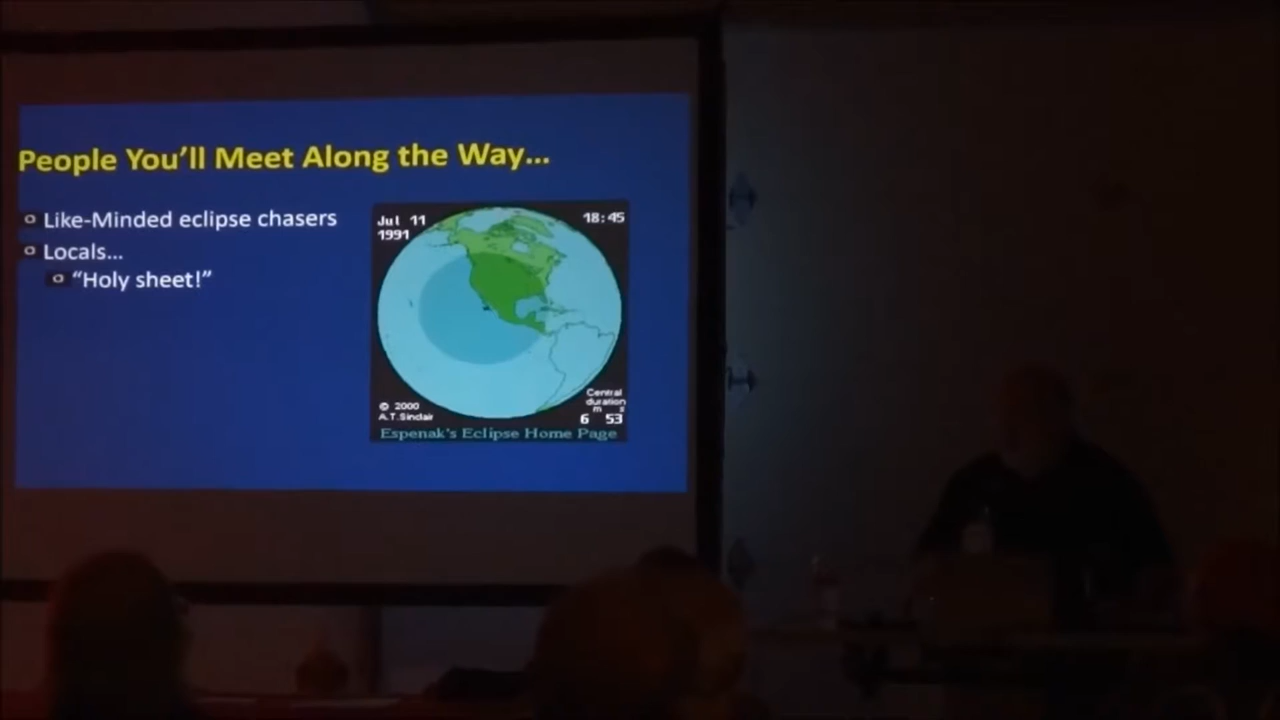 People You'll Meet Along the Way...
Like-Minded eclipse chasers
Locals...
"Holy sheet!"
Jul 11 18:45
1991
Central
duration
m s
6 53
© 2000
A.T.Sinclair
Espenak's Eclipse Home Page